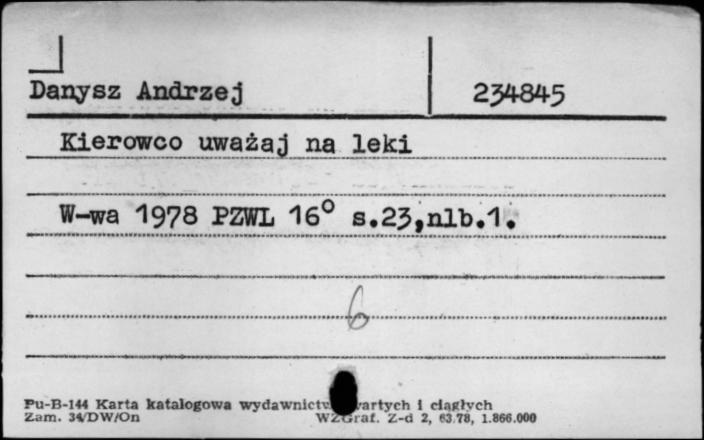 Danysz Andrzej 234845
Kierowco uważaj na leki
W-wa 1978 PZWL 16° s.23,nlb.1.
6
Pu-B-144 Karta katalogowa wydawnictw wartych i ciągłych
Zam. 34/DW/On WZGraf. Z-d 2, 63.78, 1.866.000